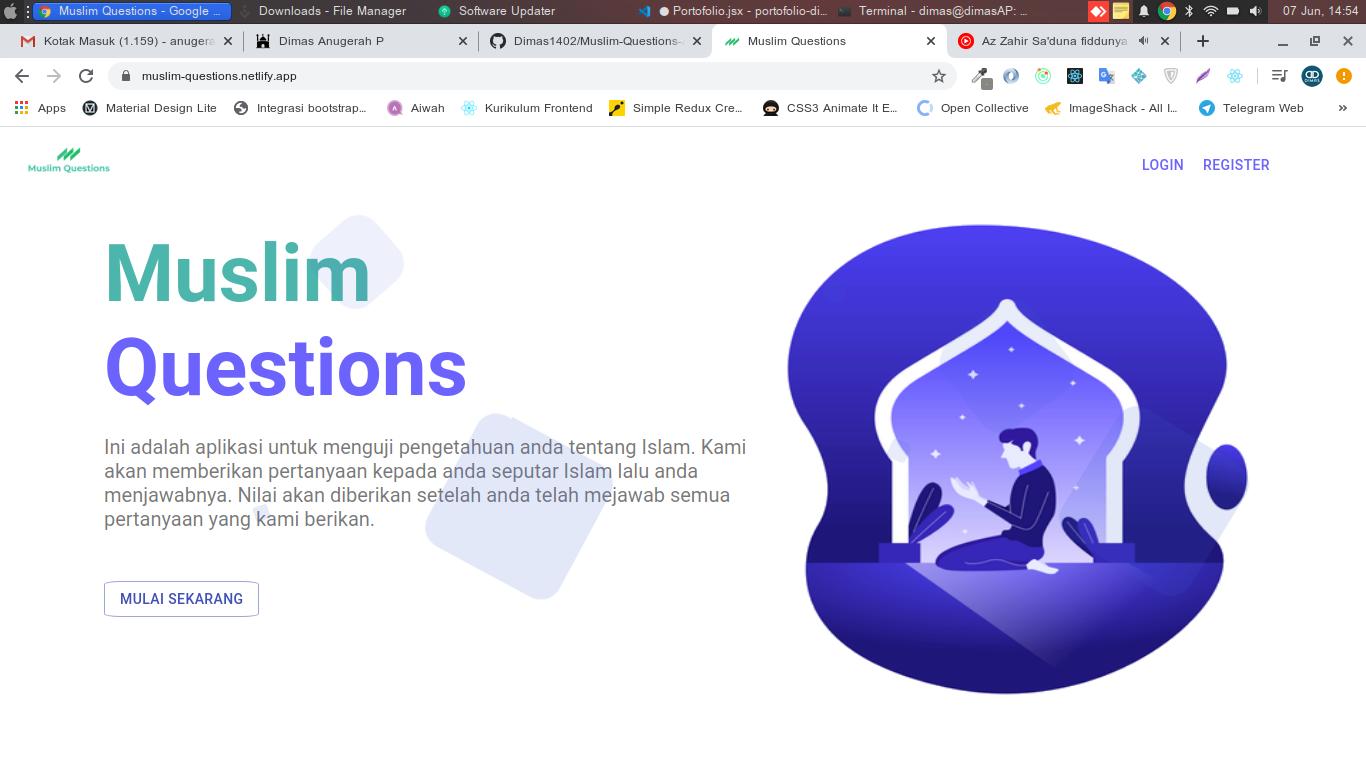 Muslim Questions - Google ...
Downloads - File Manager
Software Updater
Portofolio.jsx - portofolio-di...
Terminal - dimas@dimasAP: ...
07 Jun, 14:54
Kotak Masuk (1.159) - anugera
Dimas Anugerah P
Dimas1402/Muslim-Questions-
Muslim Questions
Az Zahir Sa'duna fiddunya
muslim-questions.netlify.app
Apps
Material Design Lite
Integrasi bootstrap...
Aiwah
Kurikulum Frontend
Simple Redux Cre...
CSS3 Animate It E...
Open Collective
ImageShack - All I...
Telegram Web
»
Muslim Questions
LOGIN
REGISTER
Muslim
Questions
Ini adalah aplikasi untuk menguji pengetahuan anda tentang Islam. Kami
akan memberikan pertanyaan kepada anda seputar Islam lalu anda
menjawabnya. Nilai akan diberikan setelah anda telah mejawab semua
pertanyaan yang kami berikan.
MULAI SEKARANG